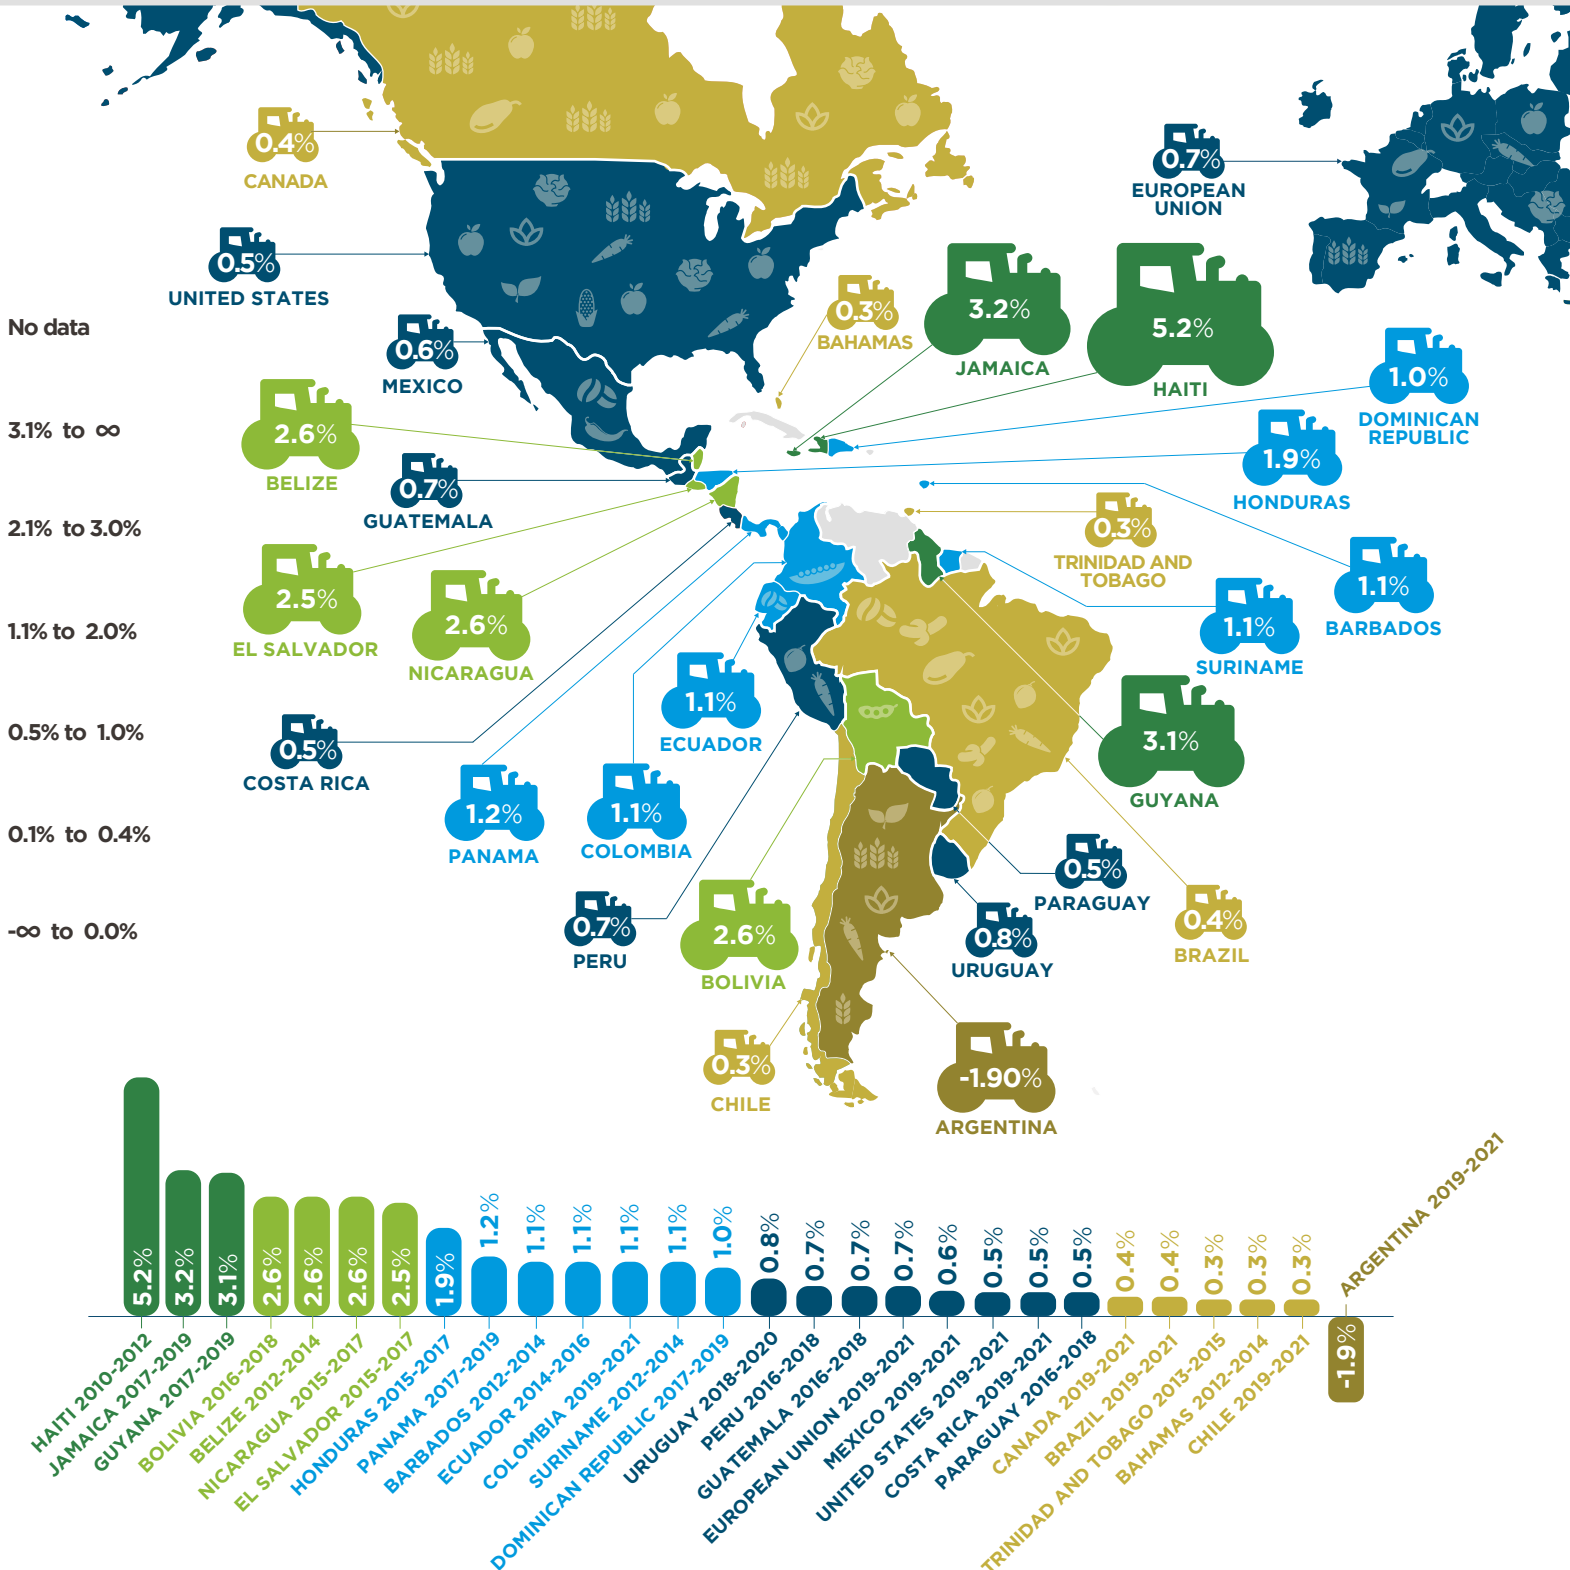 0.4%
CANADA
0.7%
EUROPEAN
UNION
0.5%
UNITED STATES
0.3%
BAHAMAS
3.2%
JAMAICA
5.2%
HAITI
No data
0.6%
MEXICO
1.0%
DOMINICAN
REPUBLIC
3.1% to ∞
2.6%
BELIZE
1.9%
HONDURAS
0.7%
GUATEMALA
2.1% to 3.0%
0.3%
TRINIDAD AND
TOBAGO
1.1%
BARBADOS
2.5%
EL SALVADOR
2.6%
NICARAGUA
1.1% to 2.0%
1.1%
SURINAME
1.1%
ECUADOR
0.5% to 1.0%
0.5%
COSTA RICA
3.1%
GUYANA
1.2%
PANAMA
1.1%
COLOMBIA
0.1% to 0.4%
0.5%
PARAGUAY
0.7%
PERU
2.6%
BOLIVIA
0.8%
URUGUAY
0.4%
BRAZIL
-∞ to 0.0%
0.3%
CHILE
-1.90%
ARGENTINA
5.2%
3.2%
3.1%
2.6%
2.6%
2.6%
2.5%
1.9%
1.2%
1.1%
1.1%
1.1%
1.1%
1.0%
0.8%
0.7%
0.7%
0.7%
0.6%
0.5%
0.5%
0.5%
0.4%
0.4%
0.3%
0.3%
0.3%
-1.9%
HAITI 2010-2012
JAMAICA 2017-2019
GUYANA 2017-2019
BOLIVIA 2016-2018
BELIZE 2012-2014
NICARAGUA 2015-2017
EL SALVADOR 2015-2017
HONDURAS 2015-2017
PANAMA 2017-2019
BARBADOS 2012-2014
ECUADOR 2014-2016
COLOMBIA 2019-2021
SURINAME 2012-2014
DOMINICAN REPUBLIC 2017-2019
URUGUAY 2018-2020
PERU 2016-2018
GUATEMALA 2016-2018
EUROPEAN UNION 2019-2021
MEXICO 2019-2021
UNITED STATES 2019-2021
COSTA RICA 2019-2021
PARAGUAY 2016-2018
CANADA 2019-2021
BRAZIL 2019-2021
TRINIDAD AND TOBAGO 2013-2015
BAHAMAS 2012-2014
CHILE 2019-2021
ARGENTINA 2019-2021